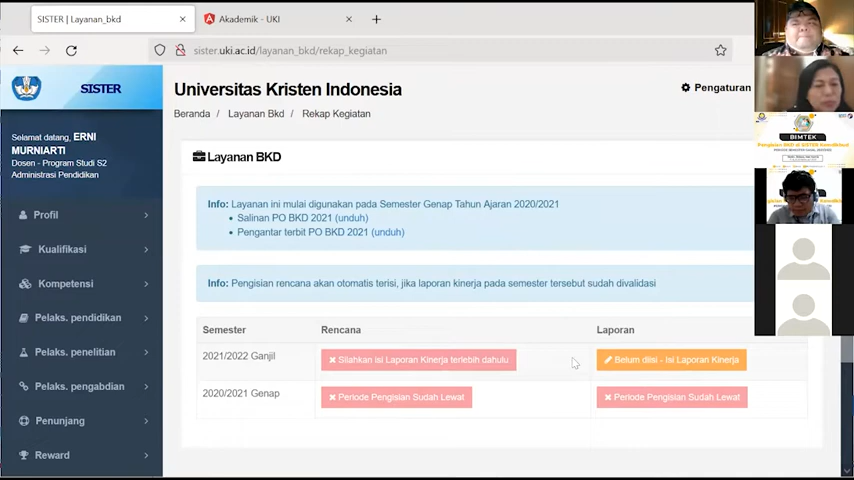 SISTER | Layanan_bkd
Akademik - UKI
sister.uki.ac.id/layanan_bkd/rekap_kegiatan
SISTER
Universitas Kristen Indonesia
Pengaturan
Beranda / Layanan Bkd / Rekap Kegiatan
Selamat datang, ERNI
MURNIARTI
Dosen - Program Studi S2
Administrasi Pendidikan
Layanan BKD
Info: Layanan ini mulai digunakan pada Semester Genap Tahun Ajaran 2020/2021
Salinan PO BKD 2021 (unduh)
Pengantar terbit PO BKD 2021 (unduh)
Info: Pengisian rencana akan otomatis terisi, jika laporan kinerja pada semester tersebut sudah divalidasi
Profil
Kualifikasi
Kompetensi
Pelaks. pendidikan
Pelaks. penelitian
Pelaks. pengabdian
Penunjang
Reward
Semester Rencana Laporan
2021/2022 Ganjil Silahkan isi Laporan Kinerja terlebih dahulu Belum diisi - Isi Laporan Kinerja
2020/2021 Genap Periode Pengisian Sudah Lewat Periode Pengisian Sudah Lewat
BIMTEK
Pengisian BKD di SISTER Kemdikbud